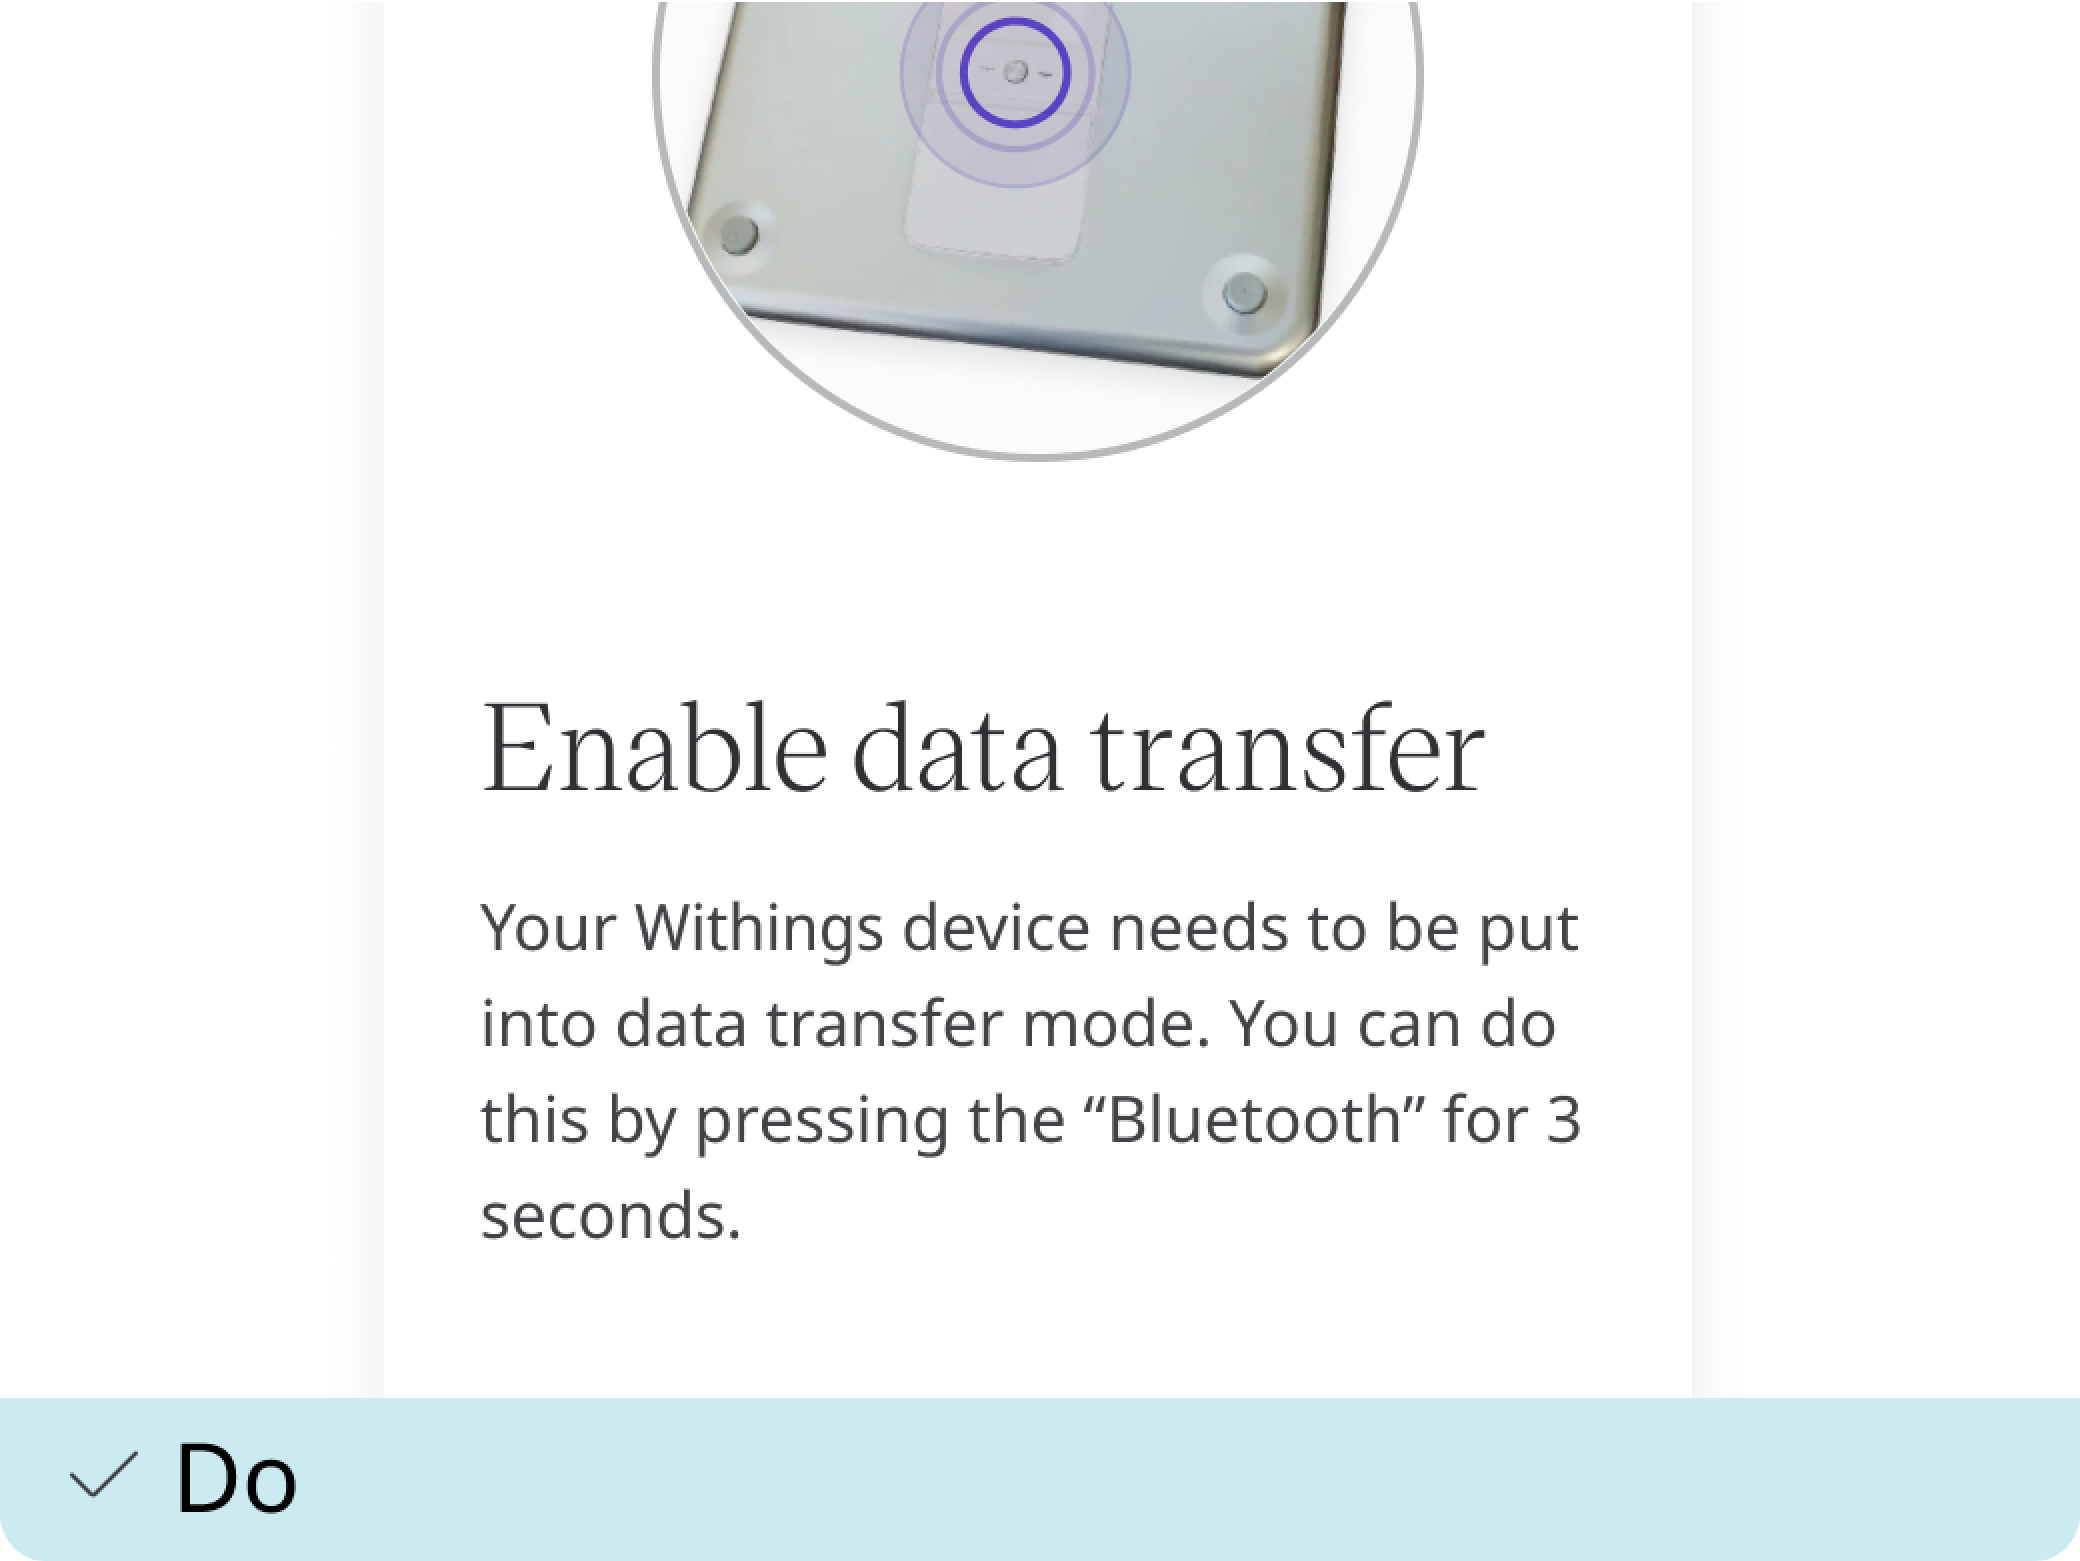 Enable data transfer
Your Withings device needs to be put
into data transfer mode. You can do
this by pressing the “Bluetooth” for 3
seconds.
Do